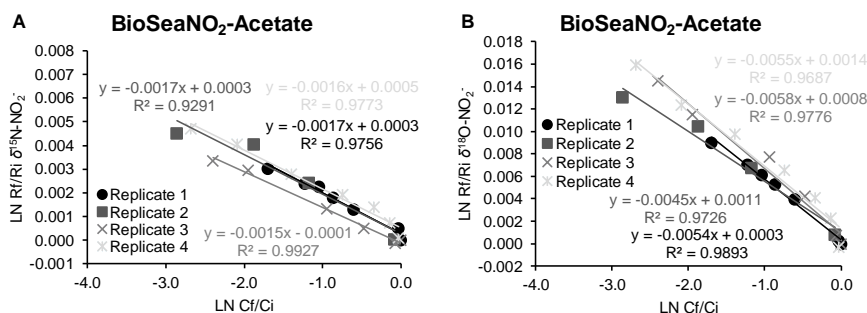 A
BioSeaNO₂-Acetate
LN Rf/Ri δ¹⁵N-NO₂⁻
0.008
0.007
0.006
0.005
0.004
0.003
0.002
0.001
0.000
-0.001
y = -0.0017x + 0.0003
R² = 0.9291
y = -0.0016x + 0.0005
R² = 0.9773
y = -0.0017x + 0.0003
R² = 0.9756
Replicate 1
Replicate 2
Replicate 3
Replicate 4
y = -0.0015x - 0.0001
R² = 0.9927
-4.0 -3.0 -2.0 -1.0 0.0
LN Cf/Ci
B
BioSeaNO₂-Acetate
LN Rf/Ri δ¹⁸O-NO₂⁻
0.018
0.016
0.014
0.012
0.010
0.008
0.006
0.004
0.002
0.000
-0.002
y = -0.0055x + 0.0014
R² = 0.9687
y = -0.0058x + 0.0008
R² = 0.9776
Replicate 1
Replicate 2
Replicate 3
Replicate 4
y = -0.0045x + 0.0011
R² = 0.9726
y = -0.0054x + 0.0003
R² = 0.9893
-4.0 -3.0 -2.0 -1.0 0.0
LN Cf/Ci